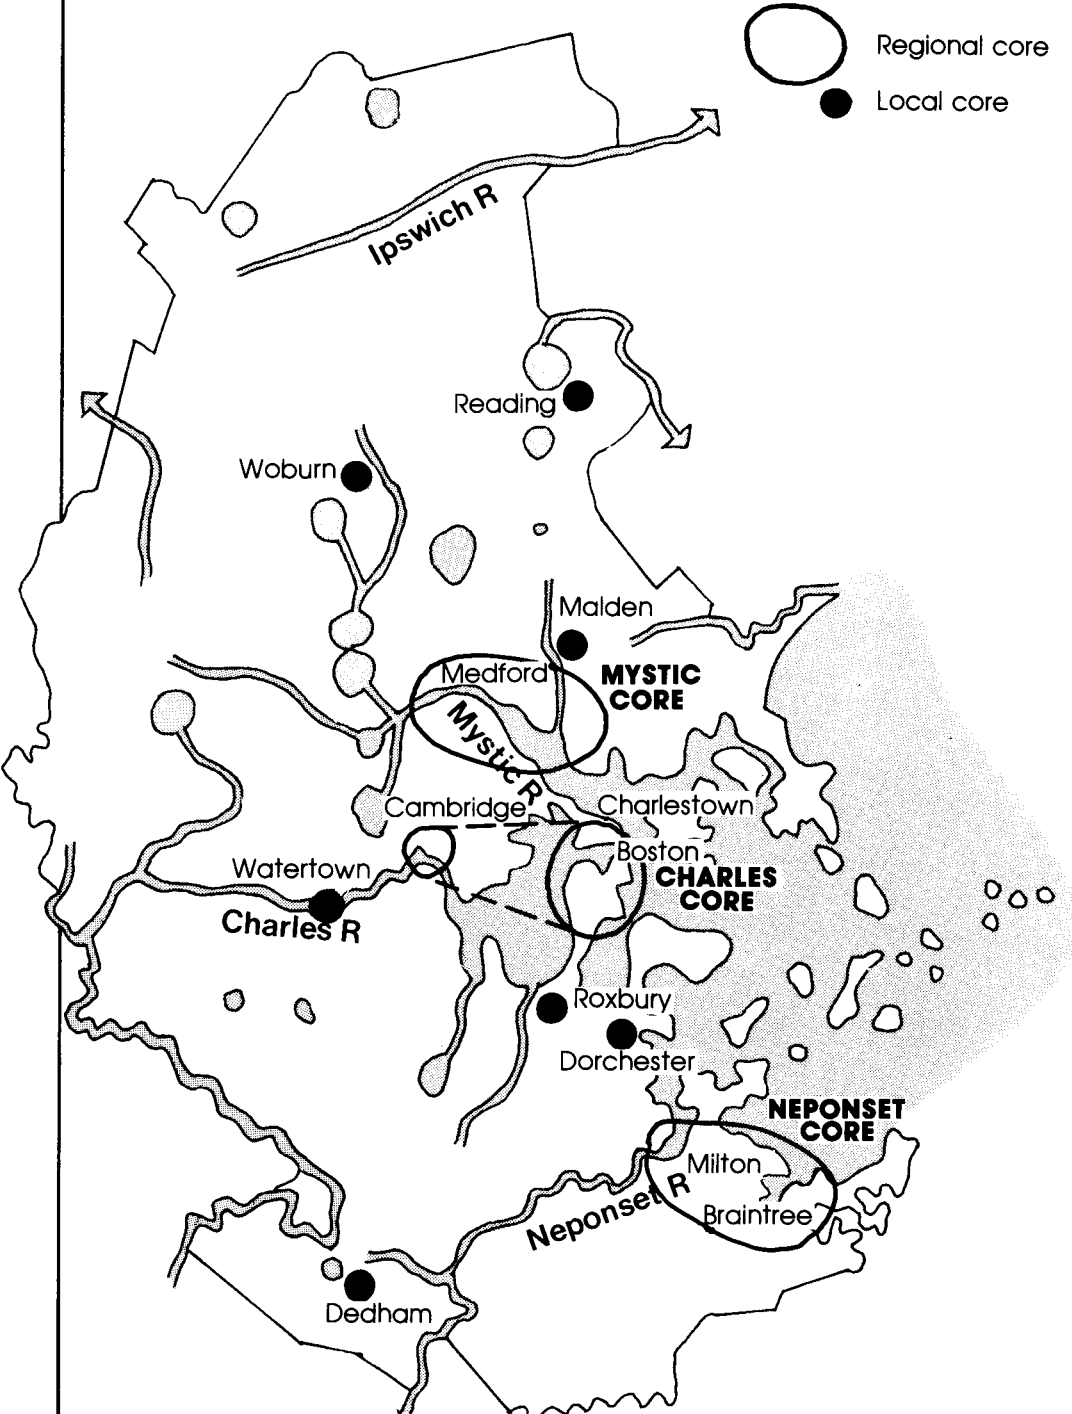 Regional core
Local core
Ipswich R
Reading
Woburn
Malden
Medford
MYSTIC
CORE
Mystic R
Cambridge
Charlestown
Boston
Watertown
CHARLES
CORE
Charles R
Roxbury
Dorchester
NEPONSET
CORE
Milton
Neponset R
Braintree
Dedham